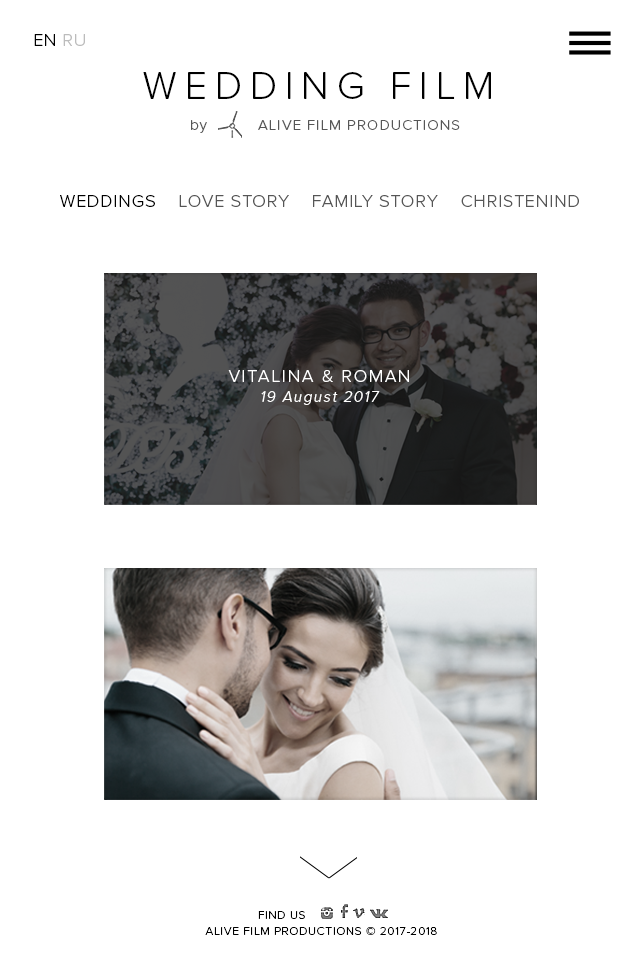 EN RU
WEDDING FILM
by ALIVE FILM PRODUCTIONS
WEDDINGS LOVE STORY FAMILY STORY CHRISTENIND
VITALINA & ROMAN
19 August 2017
FIND US
ALIVE FILM PRODUCTIONS © 2017-2018